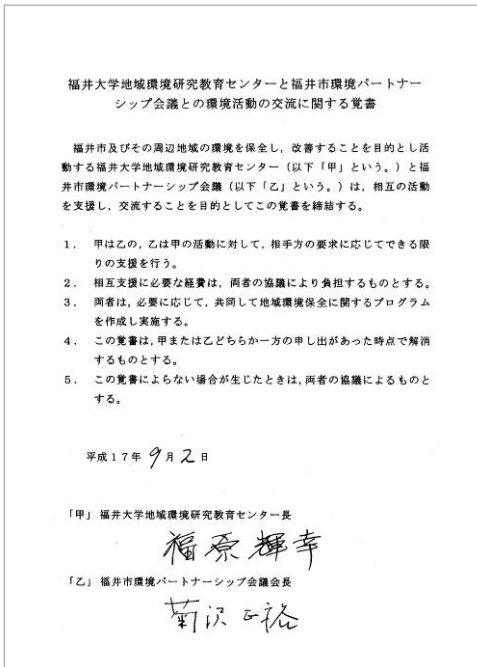 福井大学地域環境研究教育センターと福井市環境パートナー
シップ会議との環境活動の交流に関する覚書
福井市及びその周辺地域の環境を保全し，改善することを目的とし活
動する福井大学地域環境研究教育センター（以下「甲」という。）と福
井市環境パートナーシップ会議（以下「乙」という。）は，相互の活動
を支援し，交流することを目的としてこの覚書を締結する。
1． 甲は乙の，乙は甲の活動に対して，相手方の要求に応じてできる限
りの支援を行う。
2． 相互支援に必要な経費は，両者の協議により負担するものとする。
3． 両者は，必要に応じて，共同して地域環境保全に関するプログラム
を作成し実施する。
4． この覚書は，甲または乙どちらか一方の申し出があった時点で解消
するものとする。
5． この覚書によらない場合が生じたときは，両者の協議によるものと
する。
平成17年 9月 2日
「甲」福井大学地域環境研究教育センター長
福原輝幸
「乙」福井市環境パートナーシップ会議会長
菊沢正裕